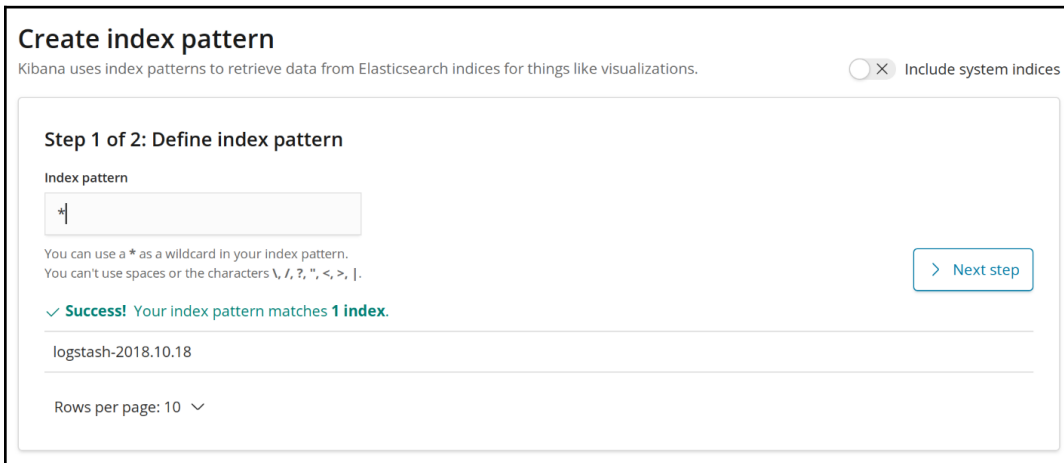 Create index pattern
Kibana uses index patterns to retrieve data from Elasticsearch indices for things like visualizations.
Include system indices
Step 1 of 2: Define index pattern
Index pattern
*
You can use a * as a wildcard in your index pattern.
You can't use spaces or the characters \, /, ?, ", <, >, |.
Next step
Success! Your index pattern matches 1 index.
logstash-2018.10.18
Rows per page: 10